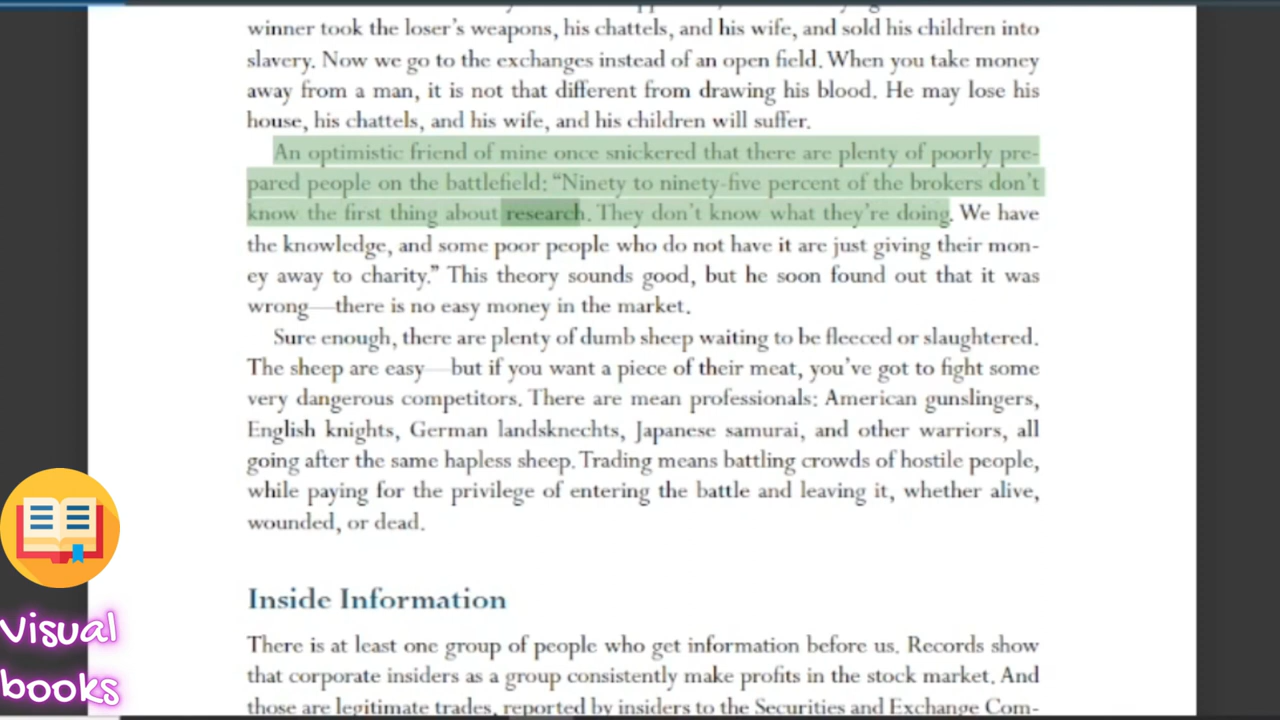 winner took the loser's weapons, his chattels, and his wife, and sold his children into
slavery. Now we go to the exchanges instead of an open field. When you take money
away from a man, it is not that different from drawing his blood. He may lose his
house, his chattels, and his wife, and his children will suffer.
An optimistic friend of mine once snickered that there are plenty of poorly pre-
pared people on the battlefield: “Ninety to ninety-five percent of the brokers don't
know the first thing about research. They don't know what they're doing. We have
the knowledge, and some poor people who do not have it are just giving their mon-
ey away to charity.” This theory sounds good, but he soon found out that it was
wrong—there is no easy money in the market.
Sure enough, there are plenty of dumb sheep waiting to be fleeced or slaughtered.
The sheep are easy—but if you want a piece of their meat, you've got to fight some
very dangerous competitors. There are mean professionals: American gunslingers,
English knights, German landsknechts, Japanese samurai, and other warriors, all
going after the same hapless sheep. Trading means battling crowds of hostile people,
while paying for the privilege of entering the battle and leaving it, whether alive,
wounded, or dead.
Inside Information
There is at least one group of people who get information before us. Records show
that corporate insiders as a group consistently make profits in the stock market. And
those are legitimate trades, reported by insiders to the Securities and Exchange Com-
Visual
books